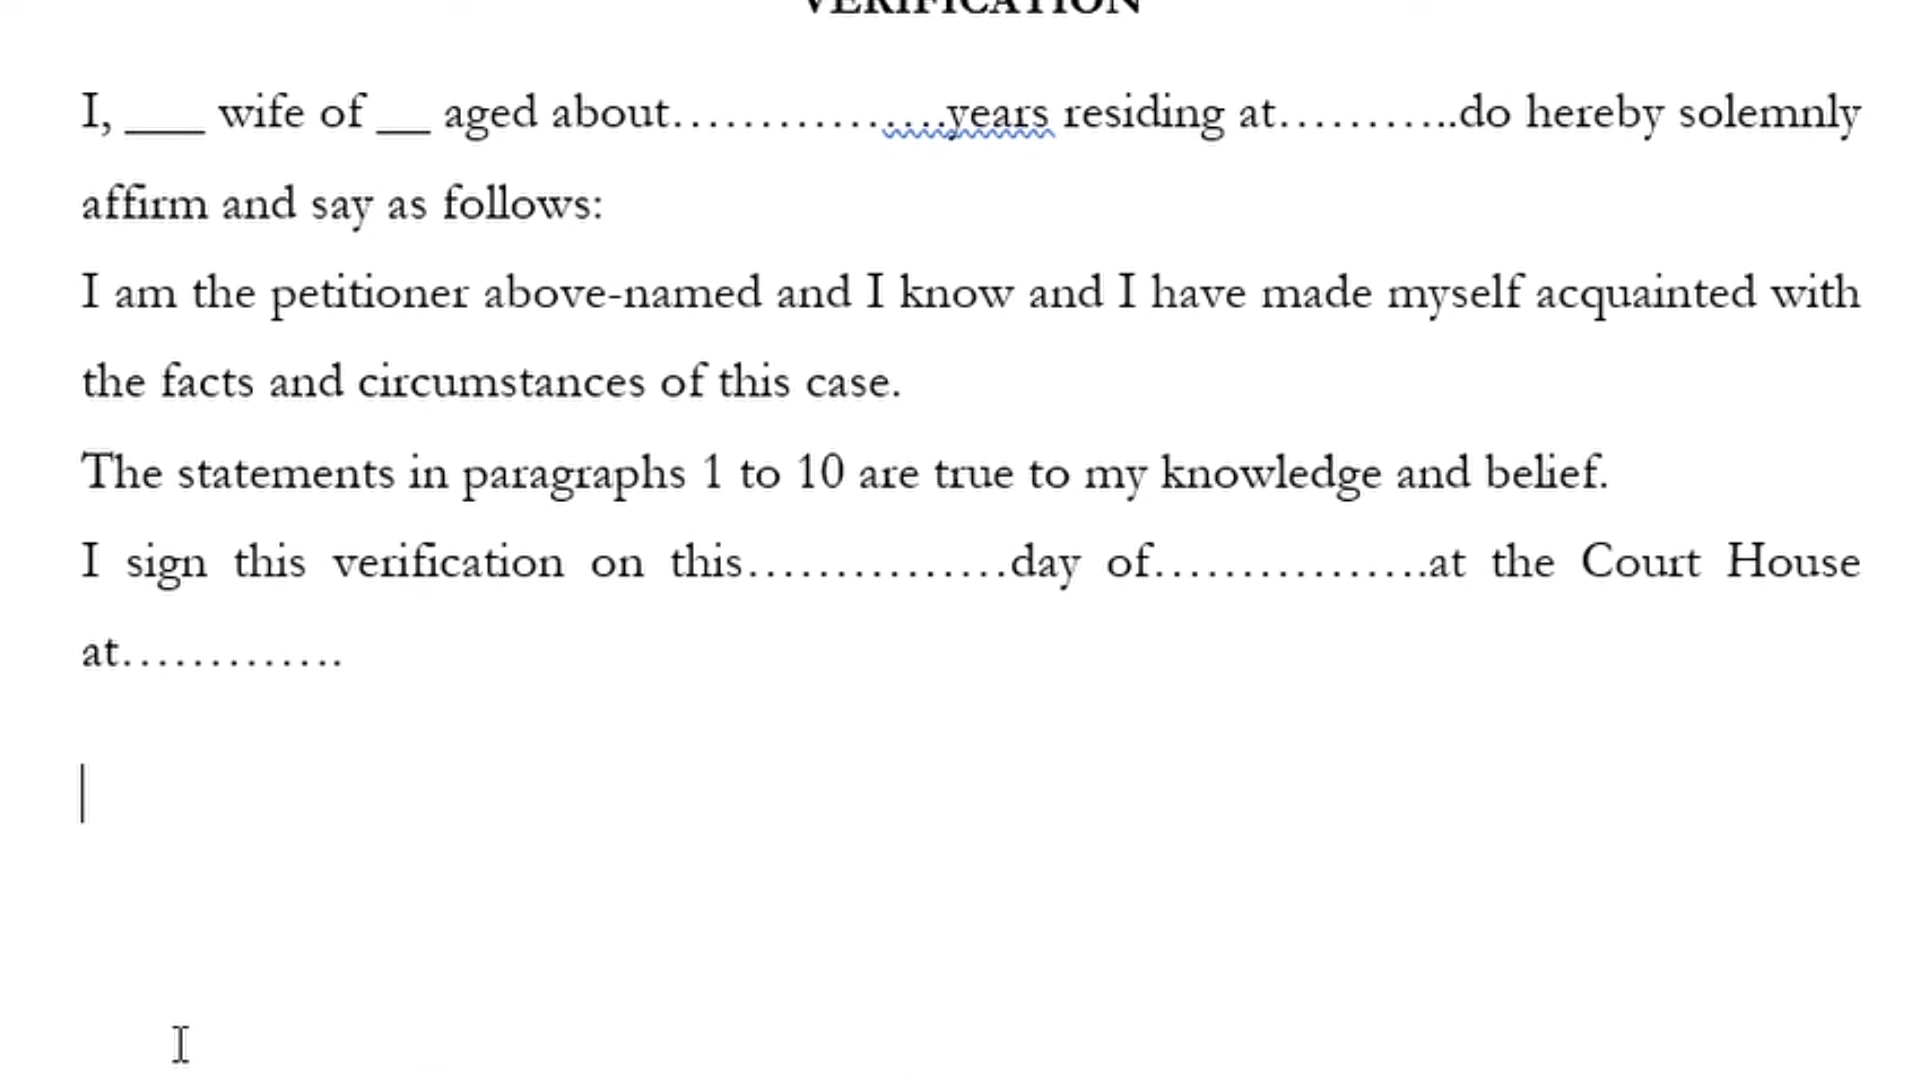 VERIFICATION
I, ___ wife of __ aged about……………….years residing at………..do hereby solemnly
affirm and say as follows:
I am the petitioner above-named and I know and I have made myself acquainted with
the facts and circumstances of this case.
The statements in paragraphs 1 to 10 are true to my knowledge and belief.
I sign this verification on this……………day of…………….at the Court House
at………….